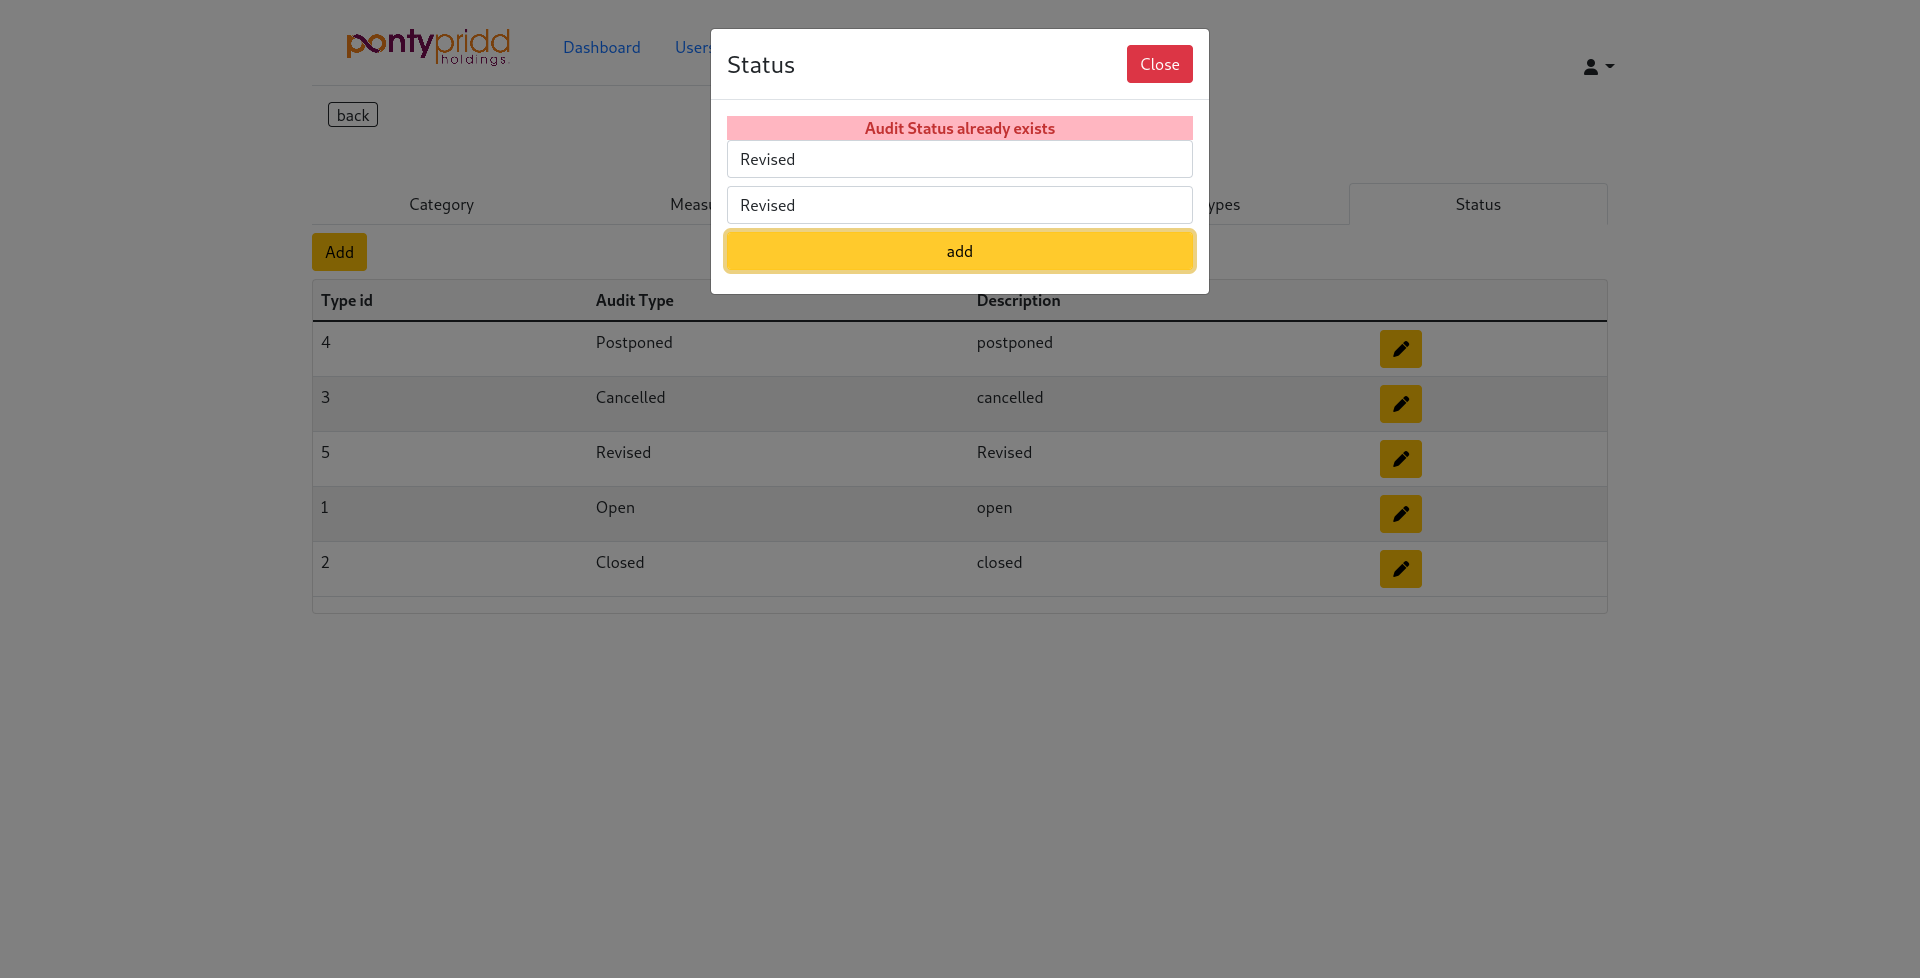 pontypridd
holdings
Dashboard Users
Status
Close
back
Audit Status already exists
Revised
Revised
add
Category Measu ypes Status
Add
Type id Audit Type Description
4 Postponed postponed
3 Cancelled cancelled
5 Revised Revised
1 Open open
2 Closed closed